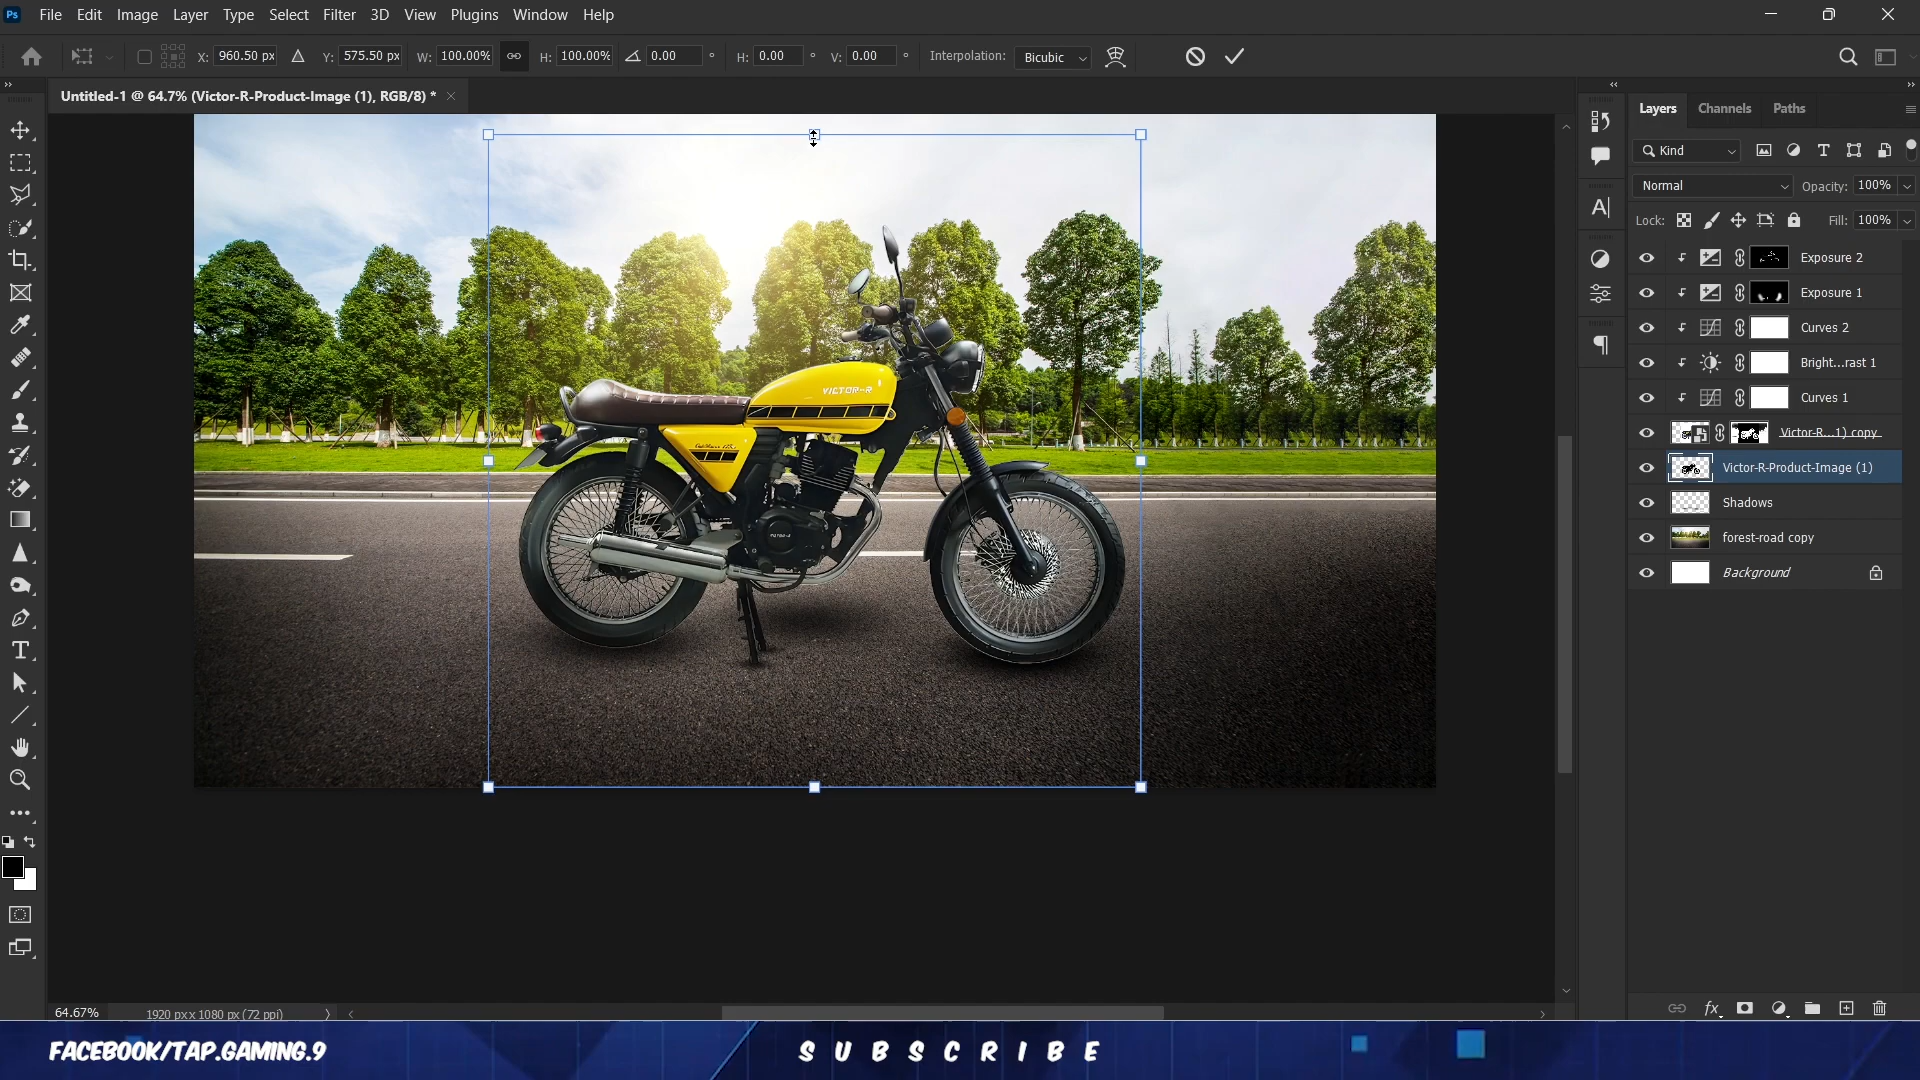 Ps File Edit Image Layer Type Select Filter 3D View Plugins Window Help
X: 960.50 px Y: 575.50 px W: 100.00% H: 100.00% 0.00 ° H: 0.00 ° V: 0.00 ° Interpolation: Bicubic
Untitled-1 @ 64.7% (Victor-R-Product-Image (1), RGB/8) *
Layers Channels Paths
Kind
Normal Opacity: 100%
Lock: Fill: 100%
Exposure 2
Exposure 1
Curves 2
Bright...rast 1
Curves 1
Victor-R...1) copy
Victor-R-Product-Image (1)
Shadows
forest-road copy
Background
VICTOR-R
64.67% 1920 px x 1080 px (72 ppi)
FACEBOOK/TAP.GAMING.9
SUBSCRIBE